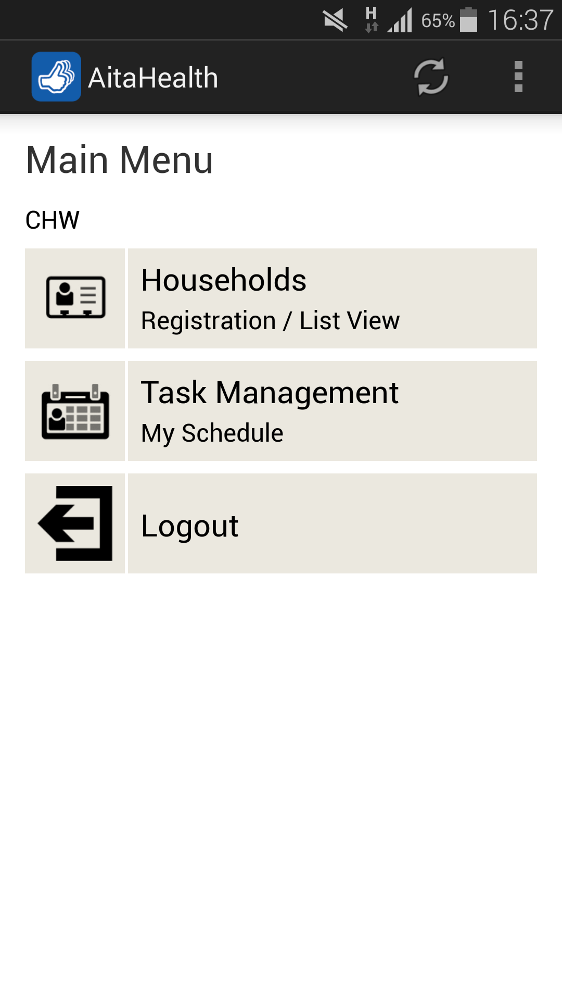 H 65% 16:37
AitaHealth
Main Menu
CHW
Households
Registration / List View
Task Management
My Schedule
Logout